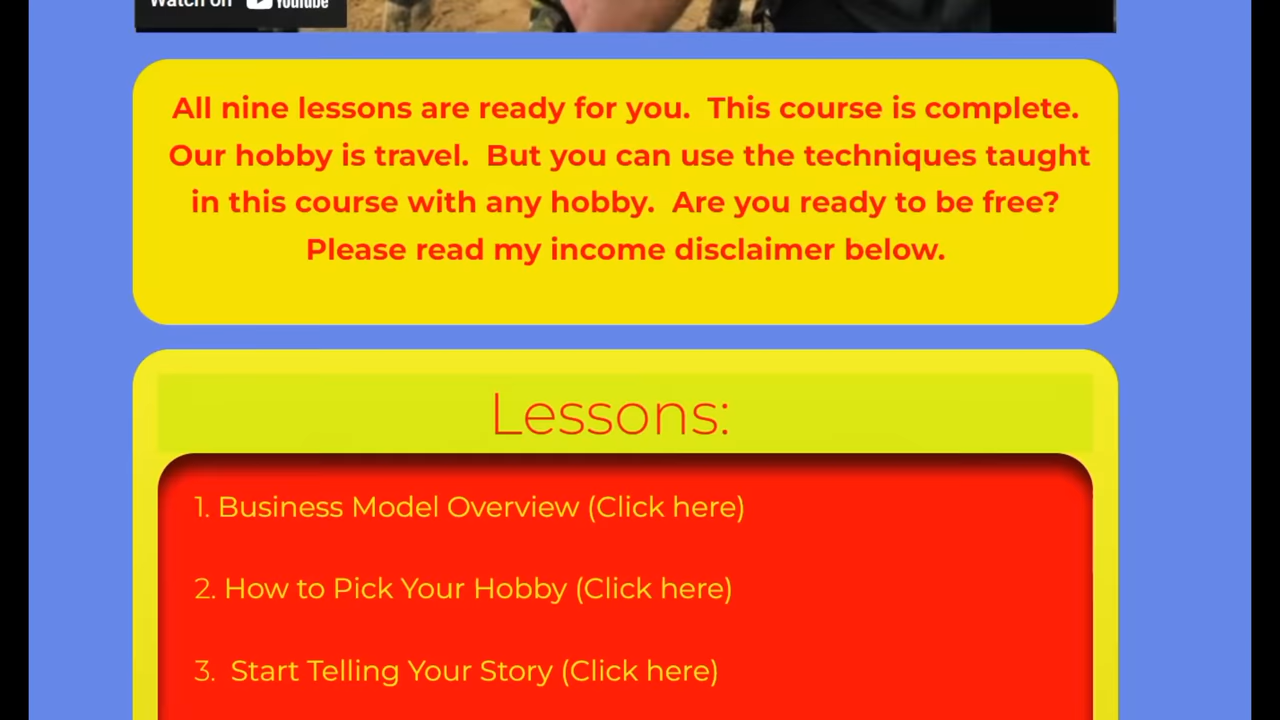 Watch on YouTube
All nine lessons are ready for you.  This course is complete.
Our hobby is travel.  But you can use the techniques taught
in this course with any hobby.  Are you ready to be free?
Please read my income disclaimer below.
Lessons:
1. Business Model Overview (Click here)
2. How to Pick Your Hobby (Click here)
3.  Start Telling Your Story (Click here)